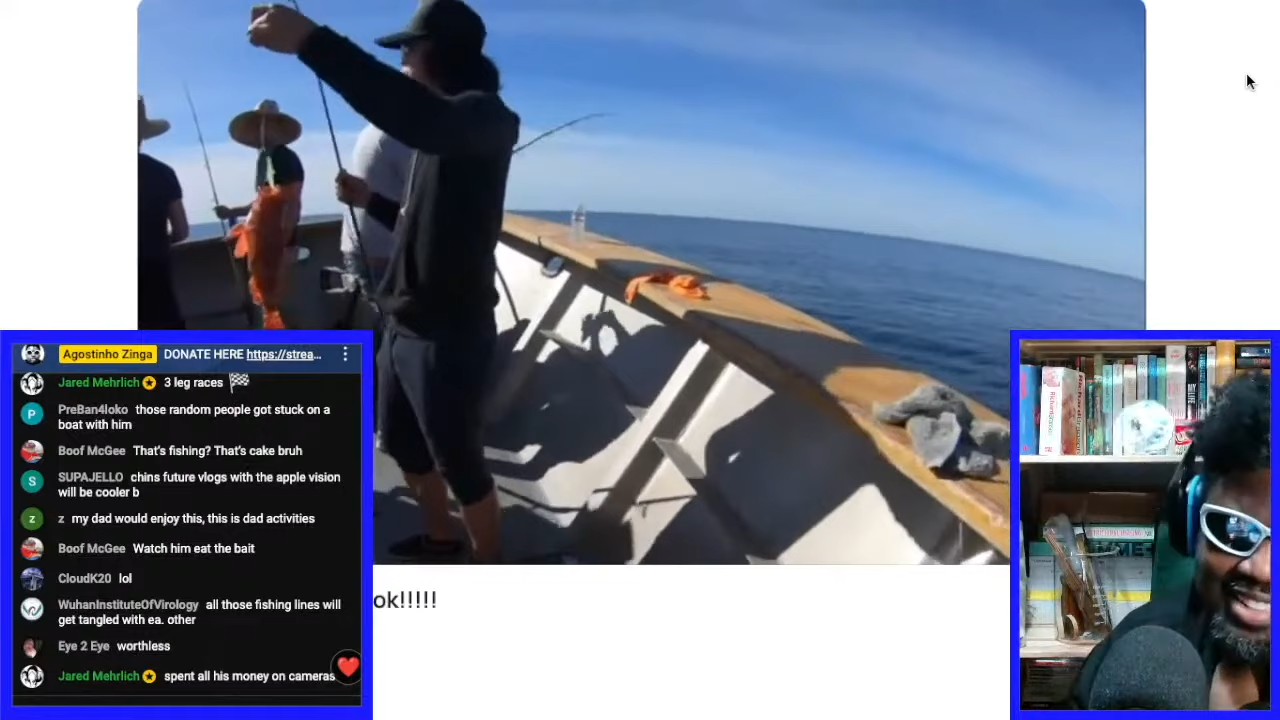 Agostinho Zinga DONATE HERE https://strea...
Jared Mehrlich 3 leg races 🏁
PreBan4loko those random people got stuck on a
boat with him
Boof McGee That's fishing? That's cake bruh
SUPAJELLO chins future vlogs with the apple vision
will be cooler b
z my dad would enjoy this, this is dad activities
Boof McGee Watch him eat the bait
CloudK20 lol
WuhanInstituteOfVirology all those fishing lines will
get tangled with ea. other
Eye 2 Eye worthless
Jared Mehrlich spent all his money on cameras
ok!!!!!